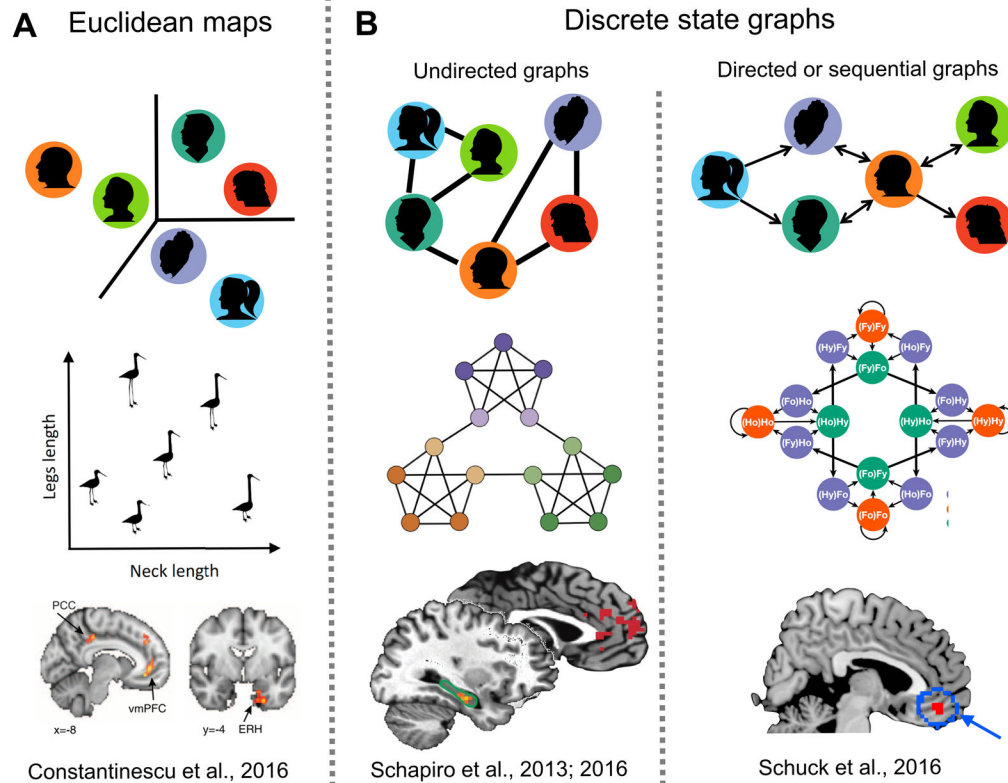 A Euclidean maps
B Discrete state graphs
Undirected graphs
Directed or sequential graphs
Legs length
Neck length
(Fy)Fy
(Hy)Fy
(Ho)Fy
(Fy)Fo
(Fo)Ho
(Fo)Hy
(Ho)Ho
(Ho)Hy
(Hy)Ho
(Hy)Hy
(Fy)Ho
(Fy)Hy
(Fo)Fy
(Hy)Fo
(Ho)Fo
(Fo)Fo
PCC
vmPFC
x=-8
y=-4
ERH
Constantinescu et al., 2016
Schapiro et al., 2013; 2016
Schuck et al., 2016